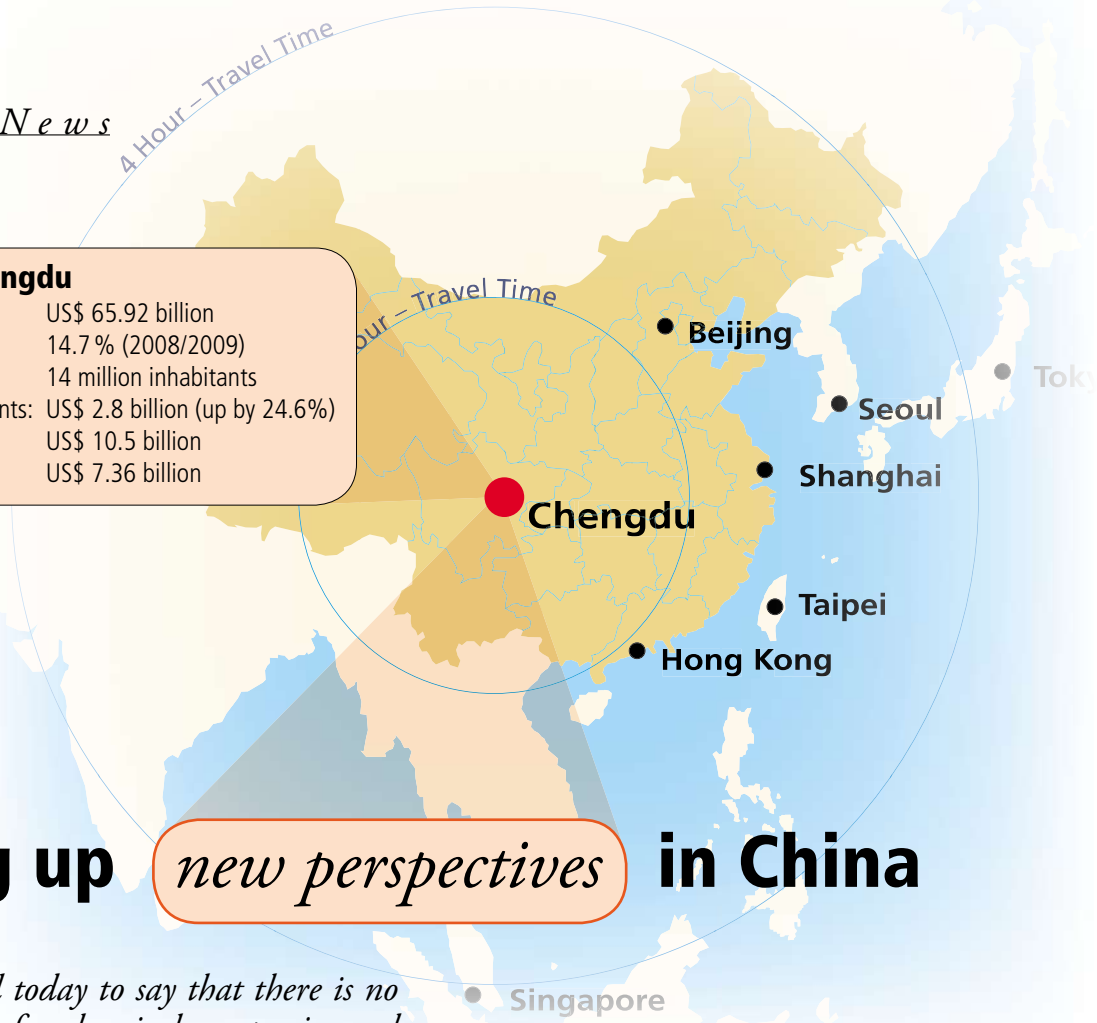 4 Hour – Travel Time
News
ngdu
US$ 65.92 billion
14.7 % (2008/2009)
14 million inhabitants
nts: US$ 2.8 billion (up by 24.6%)
US$ 10.5 billion
US$ 7.36 billion
our – Travel Time
Beijing
Tok
Seoul
Shanghai
Chengdu
Taipei
Hong Kong
g up new perspectives in China
today to say that there is no
Singapore